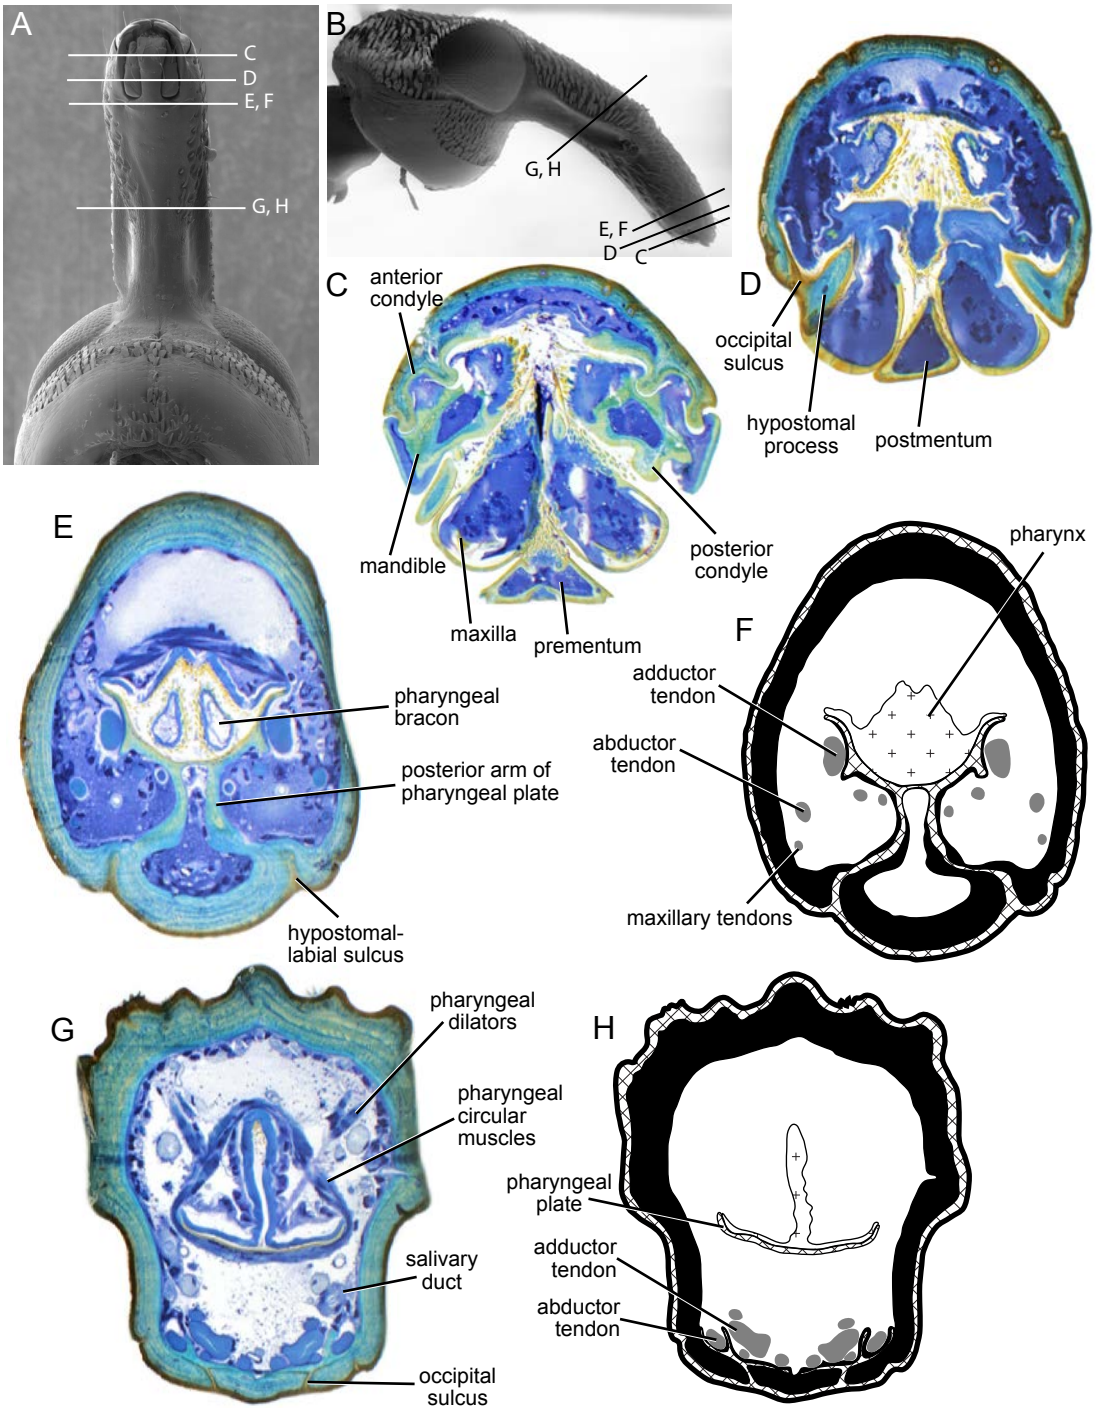 A
C
D
E, F
G, H
B
G, H
E, F
D
C
C
anterior
condyle
mandible
maxilla
prementum
posterior
condyle
D
occipital
sulcus
hypostomal
process
postmentum
E
pharyngeal
bracon
posterior arm of
pharyngeal plate
hypostomal-
labial sulcus
F
pharynx
adductor
tendon
abductor
tendon
maxillary tendons
G
pharyngeal
dilators
pharyngeal
circular
muscles
salivary
duct
occipital
sulcus
H
pharyngeal
plate
adductor
tendon
abductor
tendon